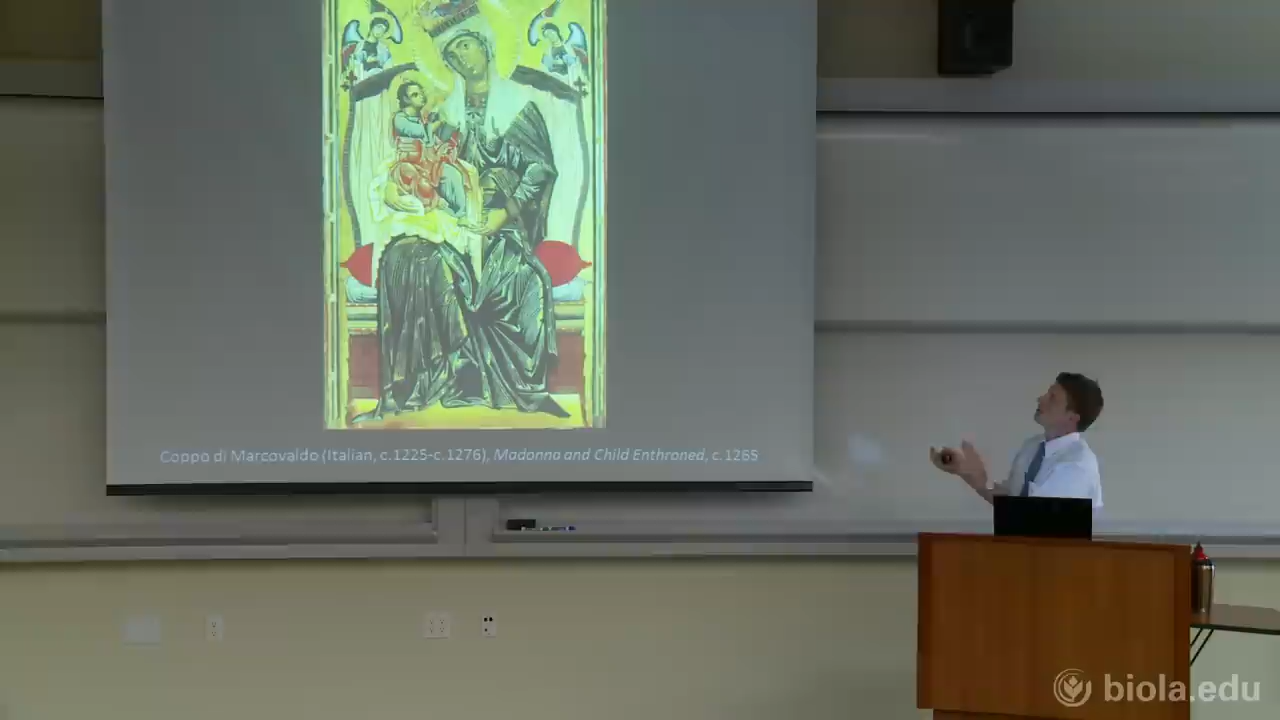 Coppo di Marcovaldo (Italian, c.1225-c.1276), Madonna and Child Enthroned, c.1265
biola.edu